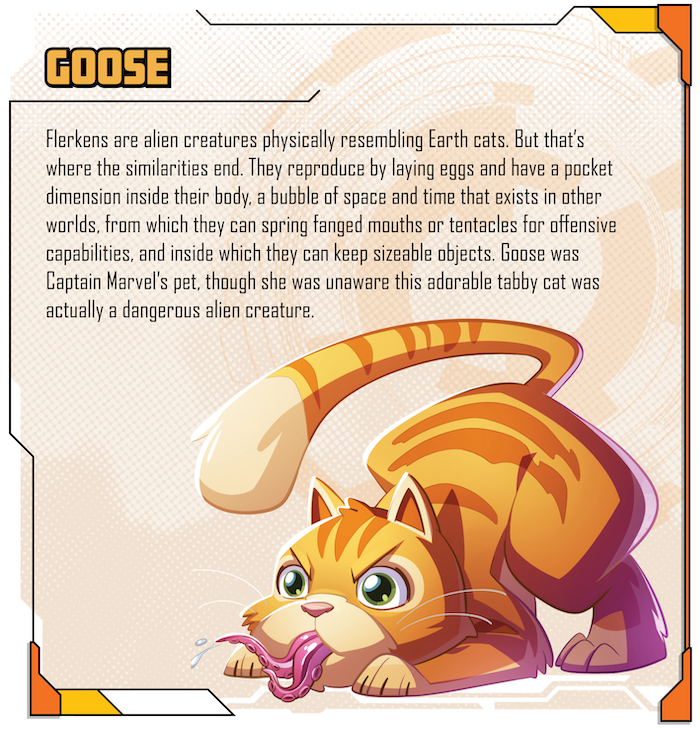 GOOSE
Flerkens are alien creatures physically resembling Earth cats. But that's
where the similarities end. They reproduce by laying eggs and have a pocket
dimension inside their body, a bubble of space and time that exists in other
worlds, from which they can spring fanged mouths or tentacles for offensive
capabilities, and inside which they can keep sizeable objects. Goose was
Captain Marvel's pet, though she was unaware this adorable tabby cat was
actually a dangerous alien creature.